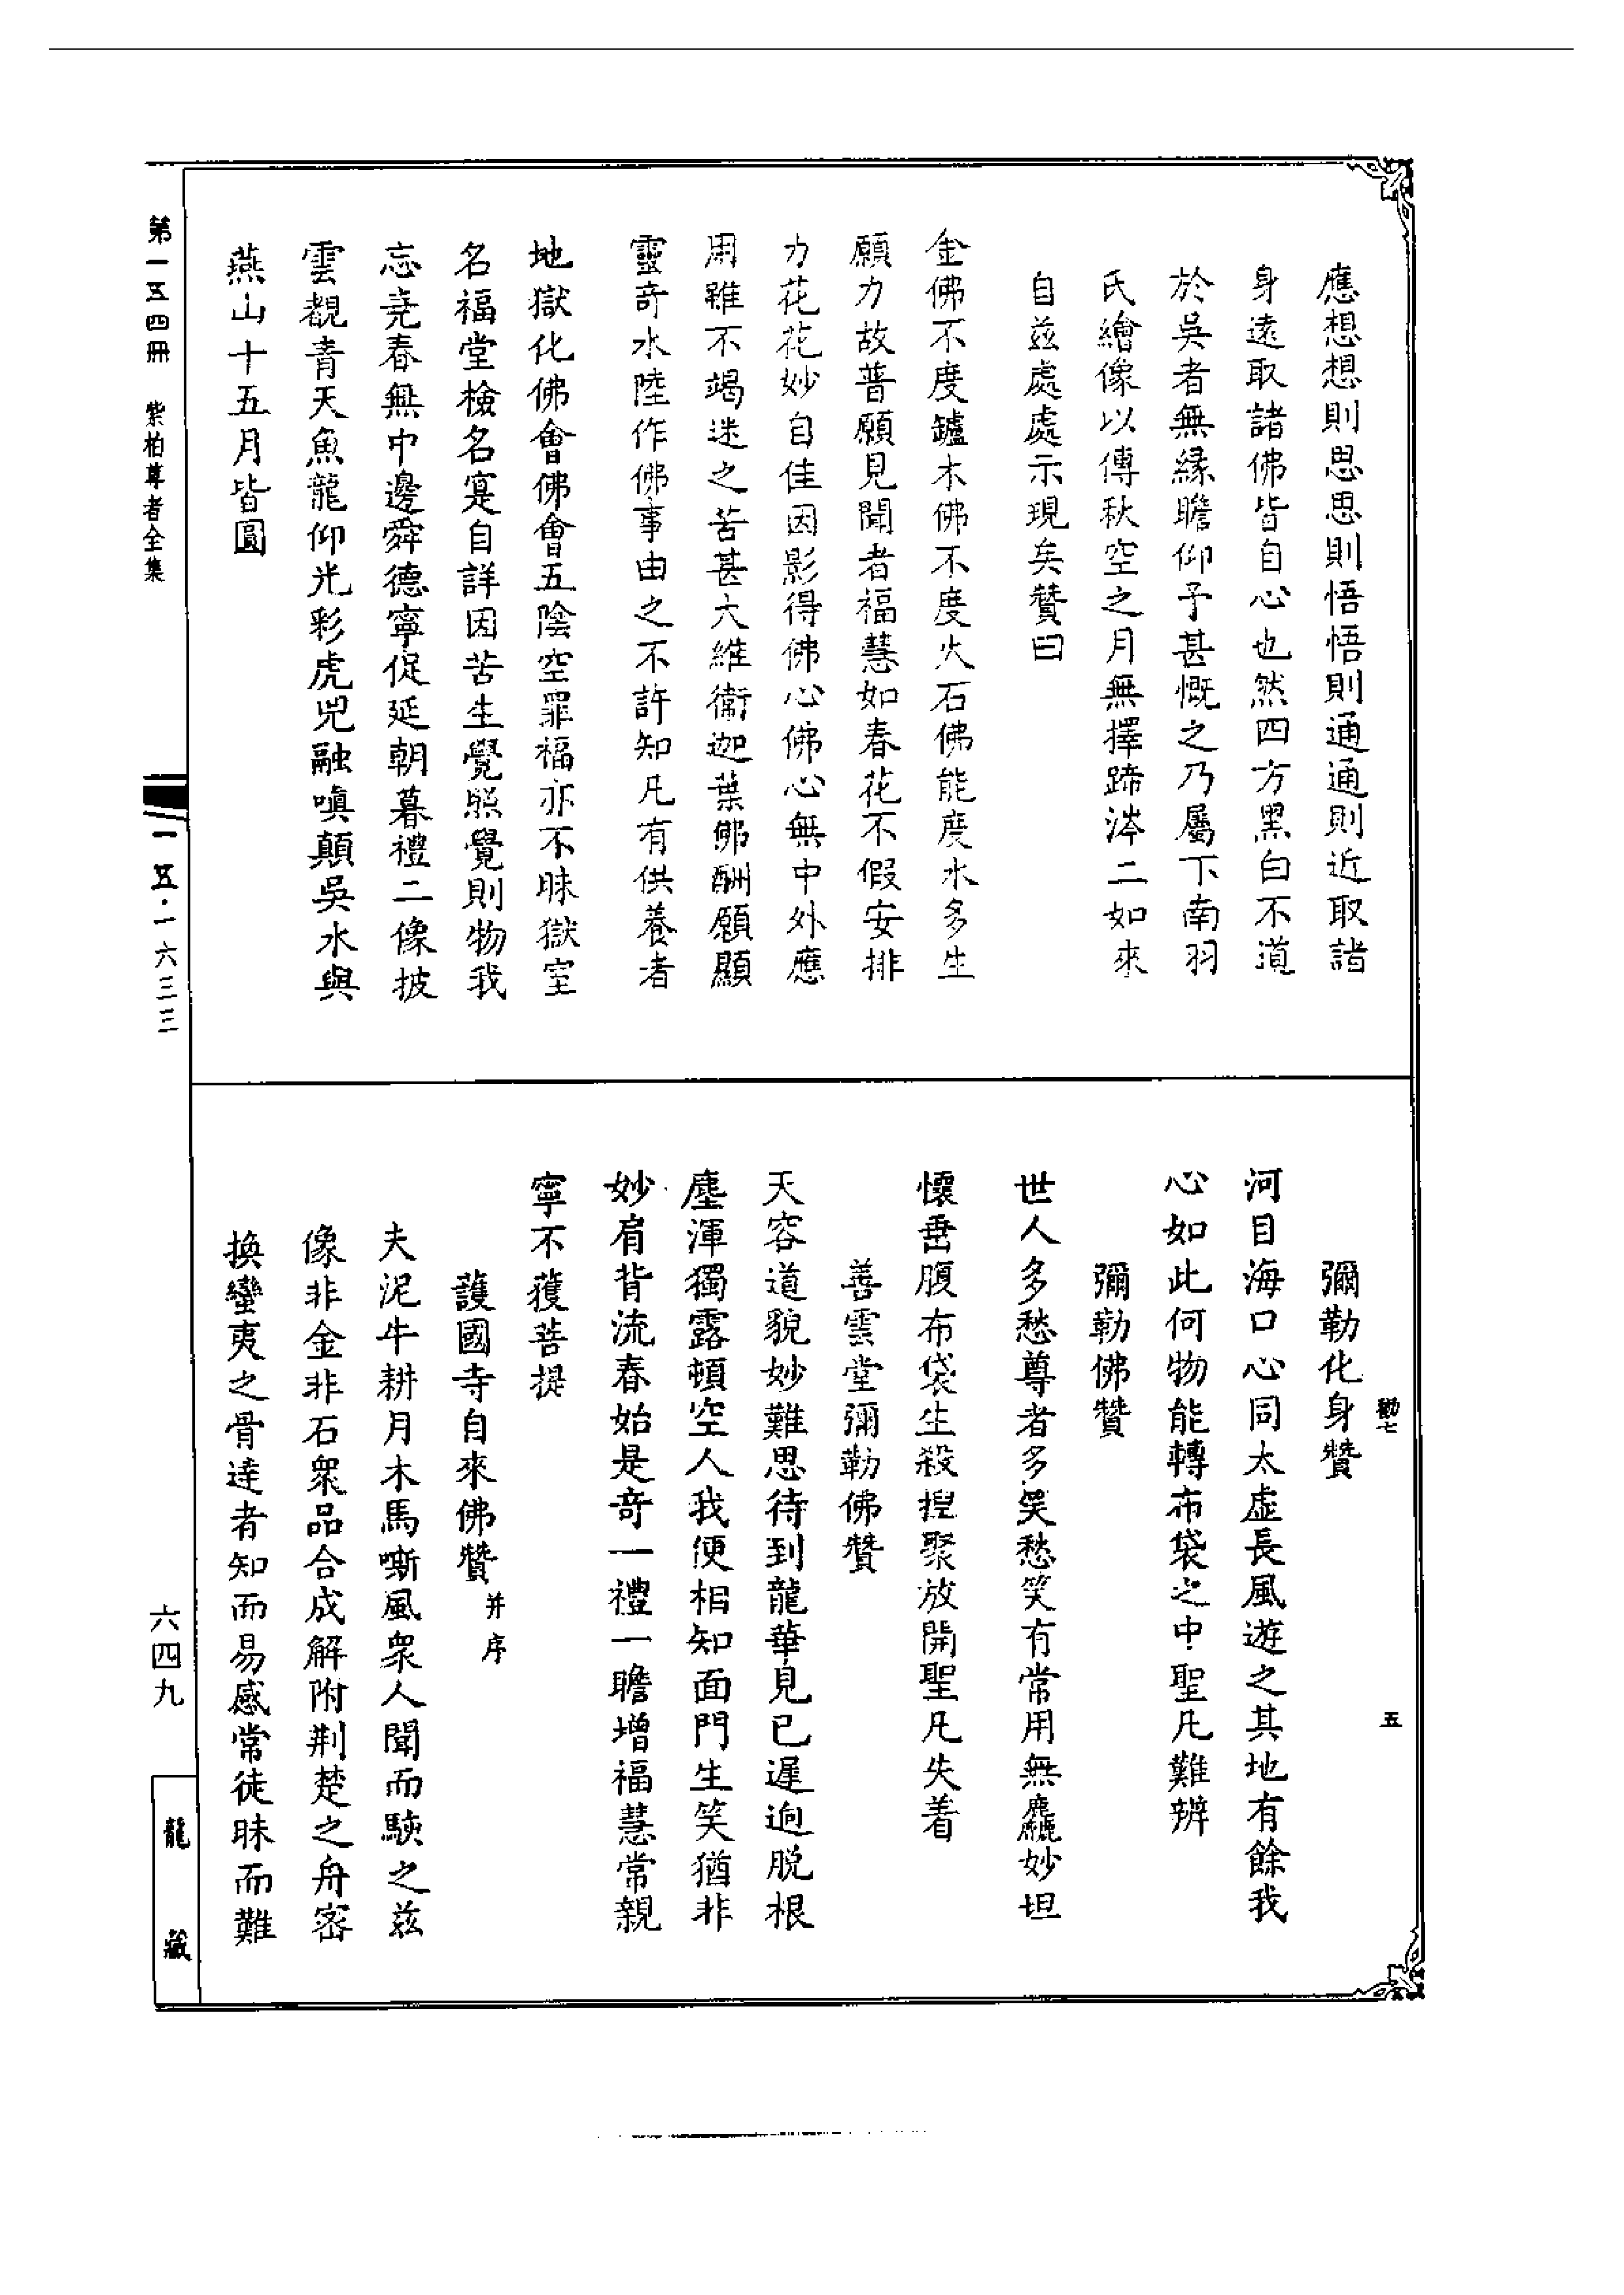 應想想則思思則悟悟則通通則近取諸
身遠取諸佛皆自心也然四方黑白不道
於吳者無緣瞻仰予甚慨之乃屬下南羽
氏繪像以傳秋空之月無擇蹄涔二如來
自茲處處示現矣贊曰
金佛不度鑪木佛不度火石佛能度水多生
願力故普願見聞者福慧如春花不假安排
力花花妙自佳因影得佛心佛心無中外應
用雖不竭迷之苦甚大維衛迦葉佛酬願顯
靈奇水陸作佛事由之不許知凡有供養者
地獄化佛會佛會五陰空罪福亦不昧獄室
名福堂檢名寔自詳因苦生覺照覺則物我
忘堯春無中邊舜德寧促延朝暮禮二像披
雲覩青天魚龍仰光彩虎兕融嗔顛吳水與
燕山十五月皆圓
彌勒化身贊
河目海口心同太虛長風遊之其地有餘我
心如此何物能轉布袋之中聖凡難辨
彌勒佛贊
世人多愁尊者多笑愁笑有常用無麤妙坦
懷垂腹布袋生殺揑聚放開聖凡失着
善雲堂彌勒佛贊
天容道貌妙難思待到龍華見已遲逈脫根
塵渾獨露頓空人我便相知面門生笑猶非
妙肩背流春始是奇一禮一瞻增福慧常親
寧不蒦菩提
護國寺自來佛贊并序
夫泥牛耕月木馬嘶風衆人聞而駭之茲
像非金非石衆品合成解附荆楚之舟密
換蠻夷之骨達者知而易感常徒昧而難
第一五四冊 紫柏尊者全集
一五·一六三三
六四九
龍藏
勸七
五